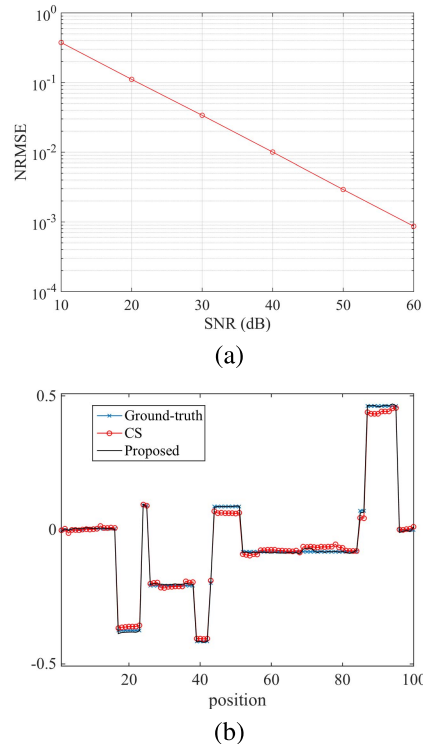 10^0
10^-1
10^-2
10^-3
10^-4
NRMSE
10 20 30 40 50 60
SNR (dB)
(a)
0.5
0
-0.5
Ground-truth
CS
Proposed
20 40 60 80 100
position
(b)